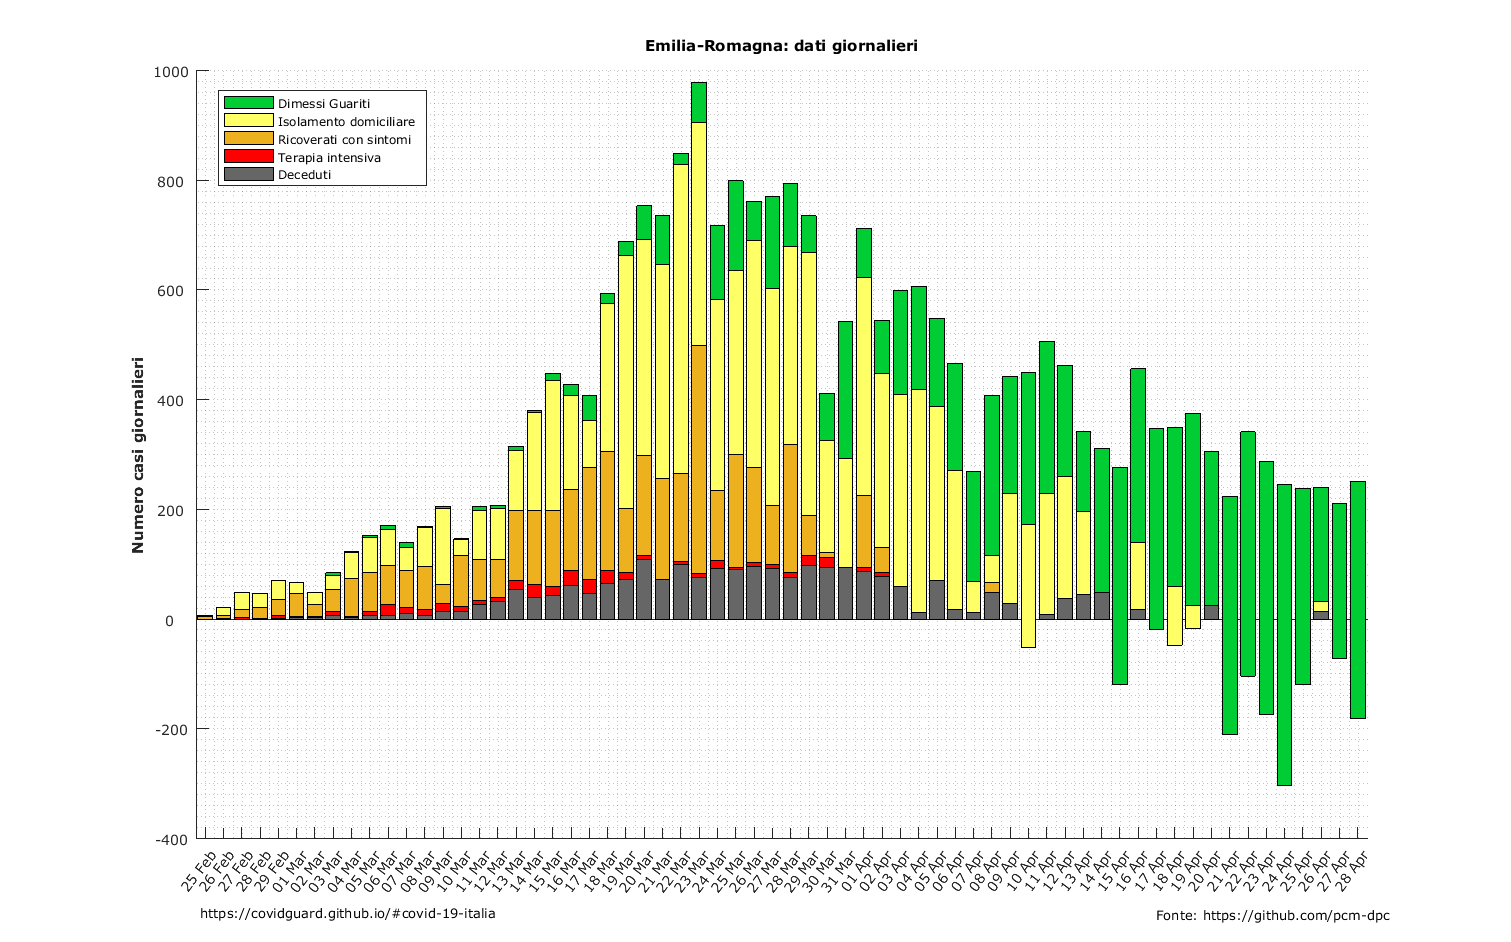 Emilia-Romagna: dati giornalieri
Dimessi Guariti
Isolamento domiciliare
Ricoverati con sintomi
Terapia intensiva
Deceduti
Numero casi giornalieri
1000
800
600
400
200
0
-200
-400
25 Feb
26 Feb
27 Feb
28 Feb
29 Feb
01 Mar
02 Mar
03 Mar
04 Mar
05 Mar
06 Mar
07 Mar
08 Mar
09 Mar
10 Mar
11 Mar
12 Mar
13 Mar
14 Mar
15 Mar
16 Mar
17 Mar
18 Mar
19 Mar
20 Mar
21 Mar
22 Mar
23 Mar
24 Mar
25 Mar
26 Mar
27 Mar
28 Mar
29 Mar
30 Mar
31 Mar
01 Apr
02 Apr
03 Apr
04 Apr
05 Apr
06 Apr
07 Apr
08 Apr
09 Apr
10 Apr
11 Apr
12 Apr
13 Apr
14 Apr
15 Apr
16 Apr
17 Apr
18 Apr
19 Apr
20 Apr
21 Apr
22 Apr
23 Apr
24 Apr
25 Apr
26 Apr
27 Apr
28 Apr
https://covidguard.github.io/#covid-19-italia
Fonte: https://github.com/pcm-dpc